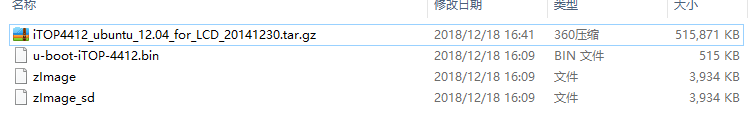 名称 修改日期 类型 大小
iTOP4412_ubuntu_12.04_for_LCD_20141230.tar.gz 2018/12/18 16:41 360压缩 515,871 KB
u-boot-iTOP-4412.bin 2018/12/18 16:09 BIN 文件 515 KB
zImage 2018/12/18 16:09 文件 3,934 KB
zImage_sd 2018/12/18 16:09 文件 3,934 KB